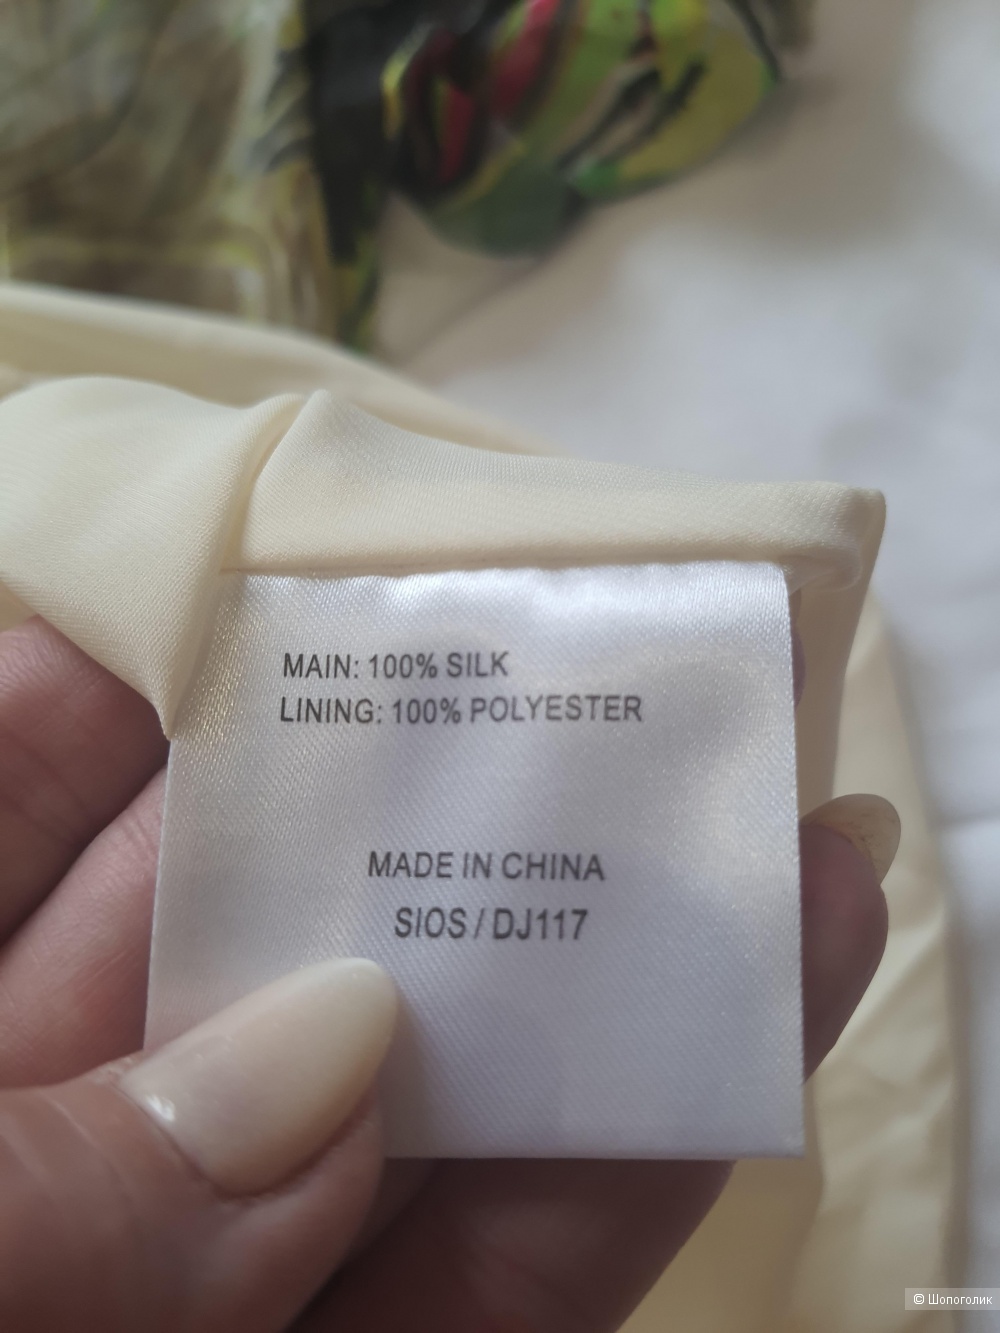 MAIN: 100% SILK
LINING: 100% POLYESTER
MADE IN CHINA
SIOS / DJ117
© Шопоголик